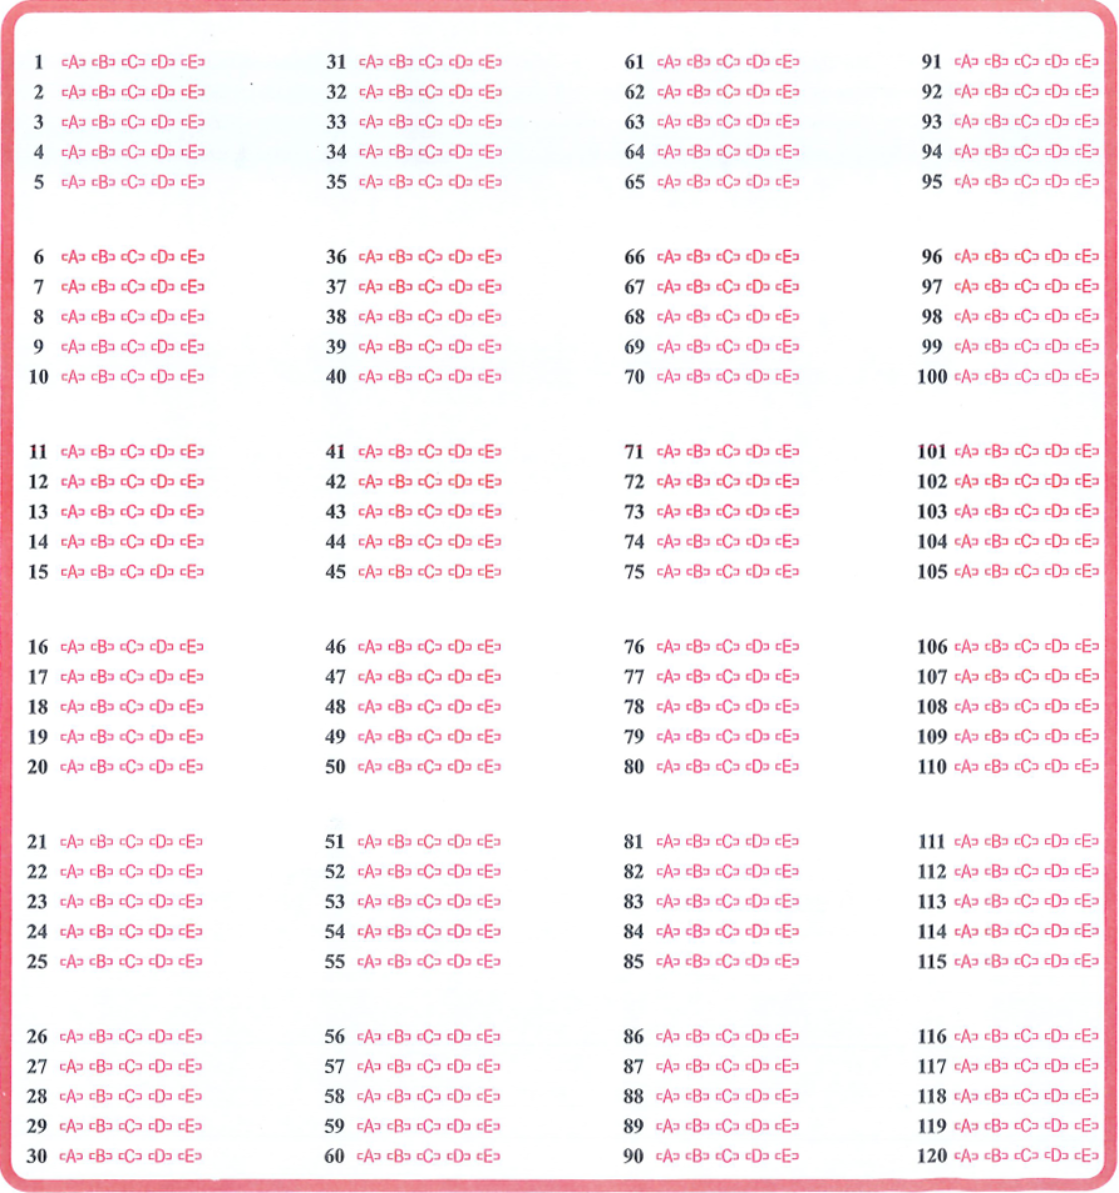 1 [A] [B] [C] [D] [E]
2 [A] [B] [C] [D] [E]
3 [A] [B] [C] [D] [E]
4 [A] [B] [C] [D] [E]
5 [A] [B] [C] [D] [E]
6 [A] [B] [C] [D] [E]
7 [A] [B] [C] [D] [E]
8 [A] [B] [C] [D] [E]
9 [A] [B] [C] [D] [E]
10 [A] [B] [C] [D] [E]
11 [A] [B] [C] [D] [E]
12 [A] [B] [C] [D] [E]
13 [A] [B] [C] [D] [E]
14 [A] [B] [C] [D] [E]
15 [A] [B] [C] [D] [E]
16 [A] [B] [C] [D] [E]
17 [A] [B] [C] [D] [E]
18 [A] [B] [C] [D] [E]
19 [A] [B] [C] [D] [E]
20 [A] [B] [C] [D] [E]
21 [A] [B] [C] [D] [E]
22 [A] [B] [C] [D] [E]
23 [A] [B] [C] [D] [E]
24 [A] [B] [C] [D] [E]
25 [A] [B] [C] [D] [E]
26 [A] [B] [C] [D] [E]
27 [A] [B] [C] [D] [E]
28 [A] [B] [C] [D] [E]
29 [A] [B] [C] [D] [E]
30 [A] [B] [C] [D] [E]
31 [A] [B] [C] [D] [E]
32 [A] [B] [C] [D] [E]
33 [A] [B] [C] [D] [E]
34 [A] [B] [C] [D] [E]
35 [A] [B] [C] [D] [E]
36 [A] [B] [C] [D] [E]
37 [A] [B] [C] [D] [E]
38 [A] [B] [C] [D] [E]
39 [A] [B] [C] [D] [E]
40 [A] [B] [C] [D] [E]
41 [A] [B] [C] [D] [E]
42 [A] [B] [C] [D] [E]
43 [A] [B] [C] [D] [E]
44 [A] [B] [C] [D] [E]
45 [A] [B] [C] [D] [E]
46 [A] [B] [C] [D] [E]
47 [A] [B] [C] [D] [E]
48 [A] [B] [C] [D] [E]
49 [A] [B] [C] [D] [E]
50 [A] [B] [C] [D] [E]
51 [A] [B] [C] [D] [E]
52 [A] [B] [C] [D] [E]
53 [A] [B] [C] [D] [E]
54 [A] [B] [C] [D] [E]
55 [A] [B] [C] [D] [E]
56 [A] [B] [C] [D] [E]
57 [A] [B] [C] [D] [E]
58 [A] [B] [C] [D] [E]
59 [A] [B] [C] [D] [E]
60 [A] [B] [C] [D] [E]
61 [A] [B] [C] [D] [E]
62 [A] [B] [C] [D] [E]
63 [A] [B] [C] [D] [E]
64 [A] [B] [C] [D] [E]
65 [A] [B] [C] [D] [E]
66 [A] [B] [C] [D] [E]
67 [A] [B] [C] [D] [E]
68 [A] [B] [C] [D] [E]
69 [A] [B] [C] [D] [E]
70 [A] [B] [C] [D] [E]
71 [A] [B] [C] [D] [E]
72 [A] [B] [C] [D] [E]
73 [A] [B] [C] [D] [E]
74 [A] [B] [C] [D] [E]
75 [A] [B] [C] [D] [E]
76 [A] [B] [C] [D] [E]
77 [A] [B] [C] [D] [E]
78 [A] [B] [C] [D] [E]
79 [A] [B] [C] [D] [E]
80 [A] [B] [C] [D] [E]
81 [A] [B] [C] [D] [E]
82 [A] [B] [C] [D] [E]
83 [A] [B] [C] [D] [E]
84 [A] [B] [C] [D] [E]
85 [A] [B] [C] [D] [E]
86 [A] [B] [C] [D] [E]
87 [A] [B] [C] [D] [E]
88 [A] [B] [C] [D] [E]
89 [A] [B] [C] [D] [E]
90 [A] [B] [C] [D] [E]
91 [A] [B] [C] [D] [E]
92 [A] [B] [C] [D] [E]
93 [A] [B] [C] [D] [E]
94 [A] [B] [C] [D] [E]
95 [A] [B] [C] [D] [E]
96 [A] [B] [C] [D] [E]
97 [A] [B] [C] [D] [E]
98 [A] [B] [C] [D] [E]
99 [A] [B] [C] [D] [E]
100 [A] [B] [C] [D] [E]
101 [A] [B] [C] [D] [E]
102 [A] [B] [C] [D] [E]
103 [A] [B] [C] [D] [E]
104 [A] [B] [C] [D] [E]
105 [A] [B] [C] [D] [E]
106 [A] [B] [C] [D] [E]
107 [A] [B] [C] [D] [E]
108 [A] [B] [C] [D] [E]
109 [A] [B] [C] [D] [E]
110 [A] [B] [C] [D] [E]
111 [A] [B] [C] [D] [E]
112 [A] [B] [C] [D] [E]
113 [A] [B] [C] [D] [E]
114 [A] [B] [C] [D] [E]
115 [A] [B] [C] [D] [E]
116 [A] [B] [C] [D] [E]
117 [A] [B] [C] [D] [E]
118 [A] [B] [C] [D] [E]
119 [A] [B] [C] [D] [E]
120 [A] [B] [C] [D] [E]